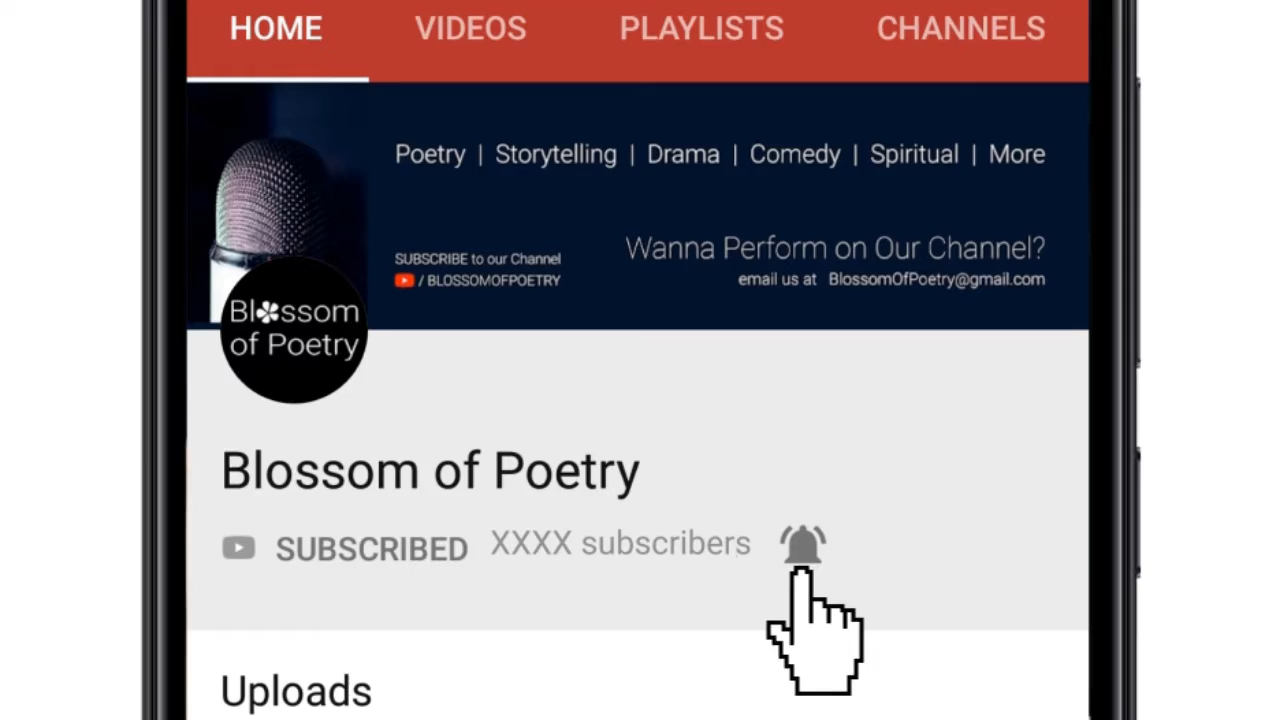 HOME VIDEOS PLAYLISTS CHANNELS
Poetry | Storytelling | Drama | Comedy | Spiritual | More
Wanna Perform on Our Channel?
SUBSCRIBE to our Channel
email us at BlossomOfPoetry@gmail.com
/ BLOSSOMOFPOETRY
Blossom
of Poetry
Blossom of Poetry
SUBSCRIBED XXXX subscribers
Uploads